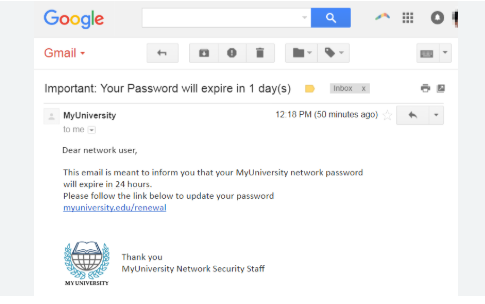 Google
Gmail
Important: Your Password will expire in 1 day(s)
Inbox x
MyUniversity
12.18 PM (50 minutes ago)
to me
Dear network user,
This email is meant to inform you that your MyUniversity network password
will expire in 24 hours.
Please follow the link below to update your password
myuniversity.edu/renewal
Thank you
MyUniversity Network Security Staff
MY UNIVERSITY